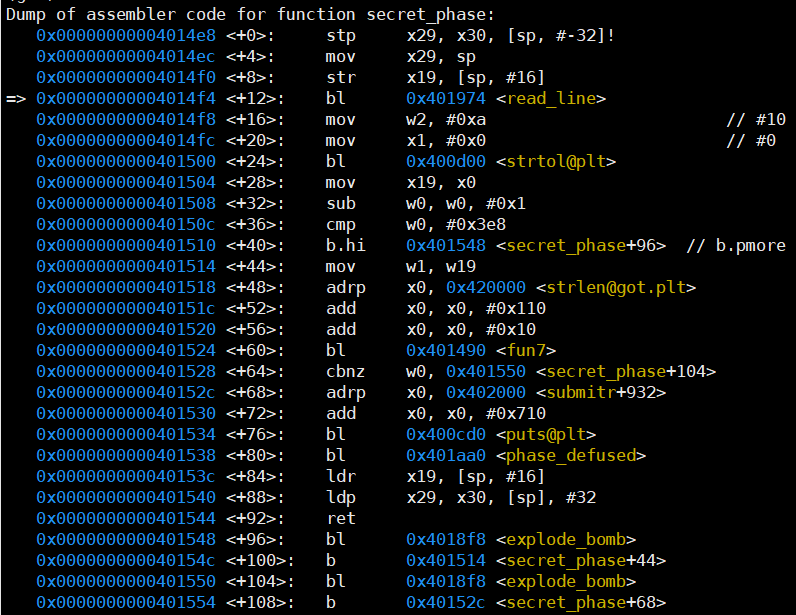 Dump of assembler code for function secret_phase:
   0x00000000004014e8 <+0>:     stp     x29, x30, [sp, #-32]!
   0x00000000004014ec <+4>:     mov     x29, sp
   0x00000000004014f0 <+8>:     str     x19, [sp, #16]
=> 0x00000000004014f4 <+12>:    bl      0x401974 <read_line>
   0x00000000004014f8 <+16>:    mov     w2, #0xa                        // #10
   0x00000000004014fc <+20>:    mov     x1, #0x0                        // #0
   0x0000000000401500 <+24>:    bl      0x400d00 <strtol@plt>
   0x0000000000401504 <+28>:    mov     x19, x0
   0x0000000000401508 <+32>:    sub     w0, w0, #0x1
   0x000000000040150c <+36>:    cmp     w0, #0x3e8
   0x0000000000401510 <+40>:    b.hi    0x401548 <secret_phase+96>  // b.pmore
   0x0000000000401514 <+44>:    mov     w1, w19
   0x0000000000401518 <+48>:    adrp    x0, 0x420000 <strlen@got.plt>
   0x000000000040151c <+52>:    add     x0, x0, #0x110
   0x0000000000401520 <+56>:    add     x0, x0, #0x10
   0x0000000000401524 <+60>:    bl      0x401490 <fun7>
   0x0000000000401528 <+64>:    cbnz    w0, 0x401550 <secret_phase+104>
   0x000000000040152c <+68>:    adrp    x0, 0x402000 <submitr+932>
   0x0000000000401530 <+72>:    add     x0, x0, #0x710
   0x0000000000401534 <+76>:    bl      0x400cd0 <puts@plt>
   0x0000000000401538 <+80>:    bl      0x401aa0 <phase_defused>
   0x000000000040153c <+84>:    ldr     x19, [sp, #16]
   0x0000000000401540 <+88>:    ldp     x29, x30, [sp], #32
   0x0000000000401544 <+92>:    ret
   0x0000000000401548 <+96>:    bl      0x4018f8 <explode_bomb>
   0x000000000040154c <+100>:   b       0x401514 <secret_phase+44>
   0x0000000000401550 <+104>:   bl      0x4018f8 <explode_bomb>
   0x0000000000401554 <+108>:   b       0x40152c <secret_phase+68>